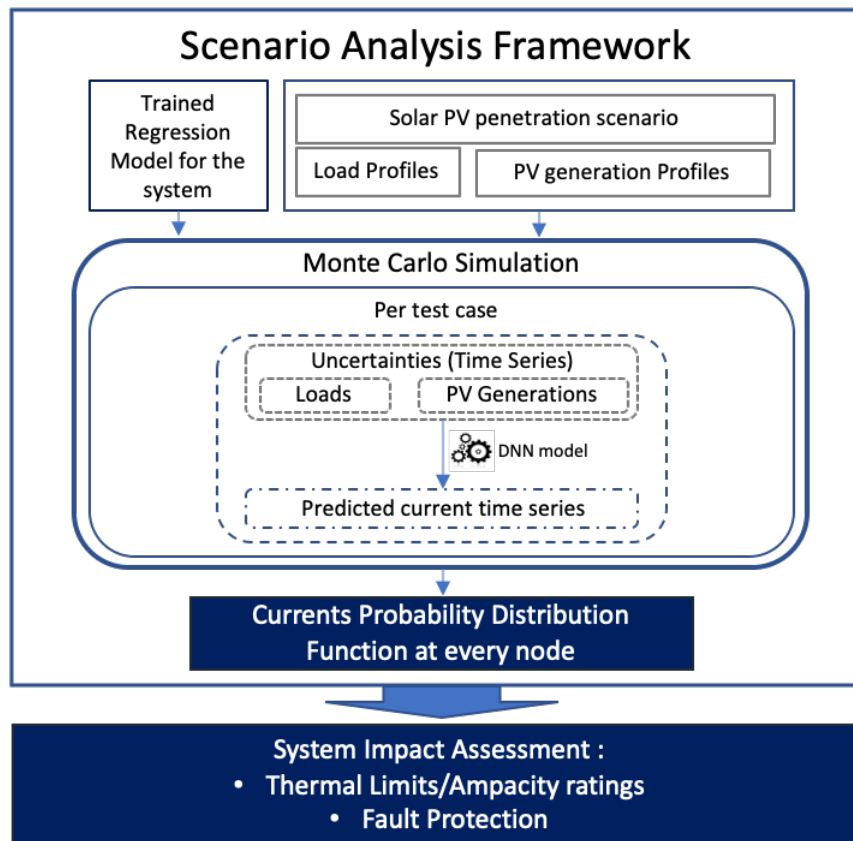 Scenario Analysis Framework
Trained
Regression
Model for the
system
Solar PV penetration scenario
Load Profiles
PV generation Profiles
Monte Carlo Simulation
Per test case
Uncertainties (Time Series)
Loads
PV Generations
DNN model
Predicted current time series
Currents Probability Distribution
Function at every node
System Impact Assessment :
• Thermal Limits/Ampacity ratings
• Fault Protection